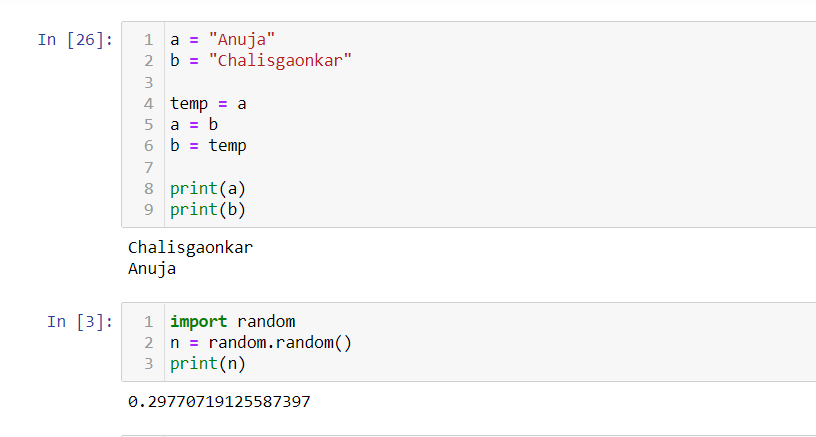 In [26]:
1 a = "Anuja"
2 b = "Chalisgaonkar"
3
4 temp = a
5 a = b
6 b = temp
7
8 print(a)
9 print(b)
Chalisgaonkar
Anuja
In [3]:
1 import random
2 n = random.random()
3 print(n)
0.29770719125587397